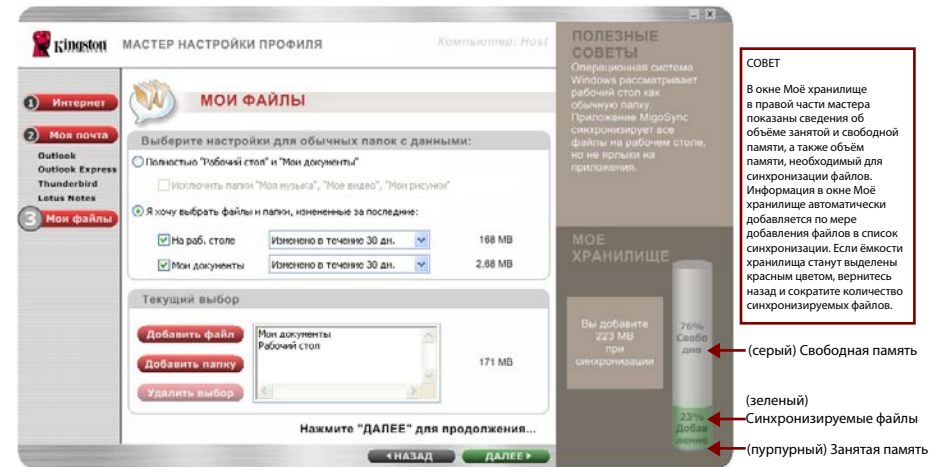 Kingston
МАСТЕР НАСТРОЙКИ ПРОФИЛЯ
Компьютер: Host
1 Интернет
2 Моя почта
Outlook
Outlook Express
Thunderbird
Lotus Notes
3 Мои файлы
МОИ ФАЙЛЫ
Выберите настройки для обычных папок с данными:
Полностью "Рабочий стол" и "Мои документы"
Исключить папки "Моя музыка", "Мое видео", "Мои рисунки"
Я хочу выбрать файлы и папки, измененные за последние:
На раб. столе Изменено в течение 30 дн. 168 MB
Мои документы Изменено в течение 30 дн. 2,68 MB
Текущий выбор
Добавить файл
Добавить папку
Удалить выбор
Мои документы
Рабочий стол
171 MB
Нажмите "ДАЛЕЕ" для продолжения...
НАЗАД
ДАЛЕЕ
ПОЛЕЗНЫЕ
СОВЕТЫ
Операционная система
Windows рассматривает
рабочий стол как
обычную папку.
Приложение MigoSync
синхронизирует все
файлы на рабочем столе,
но не ярлыки на
приложения.
МОЕ
ХРАНИЛИЩЕ
Вы добавите
223 MB
при
синхронизации
76%
Свобо
дно
23%
Добав
ление
СОВЕТ
В окне Моё хранилище
в правой части мастера
показаны сведения об
объёме занятой и свободной
памяти, а также объём
памяти, необходимый для
синхронизации файлов.
Информация в окне Моё
хранилище автоматически
добавляется по мере
добавления файлов в список
синхронизации. Если ёмкости
хранилища станут выделены
красным цветом, вернитесь
назад и сократите количество
синхронизируемых файлов.
(серый) Свободная память
(зеленый)
Синхронизируемые файлы
(пурпурный) Занятая память